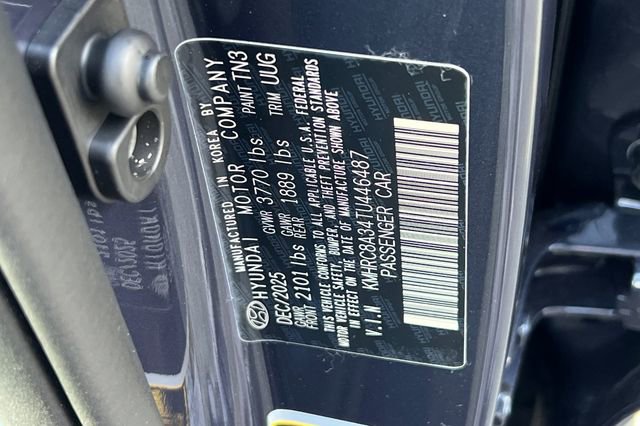 MANUFACTURED IN KOREA BY
HYUNDAI MOTOR COMPANY
DEC/2025 GVWR 3770 lbs PAINT TN3
GAWR FRONT 2101 lbs GAWR REAR 1889 lbs TRIM UUG
THIS VEHICLE CONFORMS TO ALL APPLICABLE U.S.A. FEDERAL
MOTOR VEHICLE SAFETY, BUMPER, AND THEFT PREVENTION STANDARDS
IN EFFECT ON THE DATE OF MANUFACTURE SHOWN ABOVE
V.I.N KMHRC8A34TU446487
PASSENGER CAR